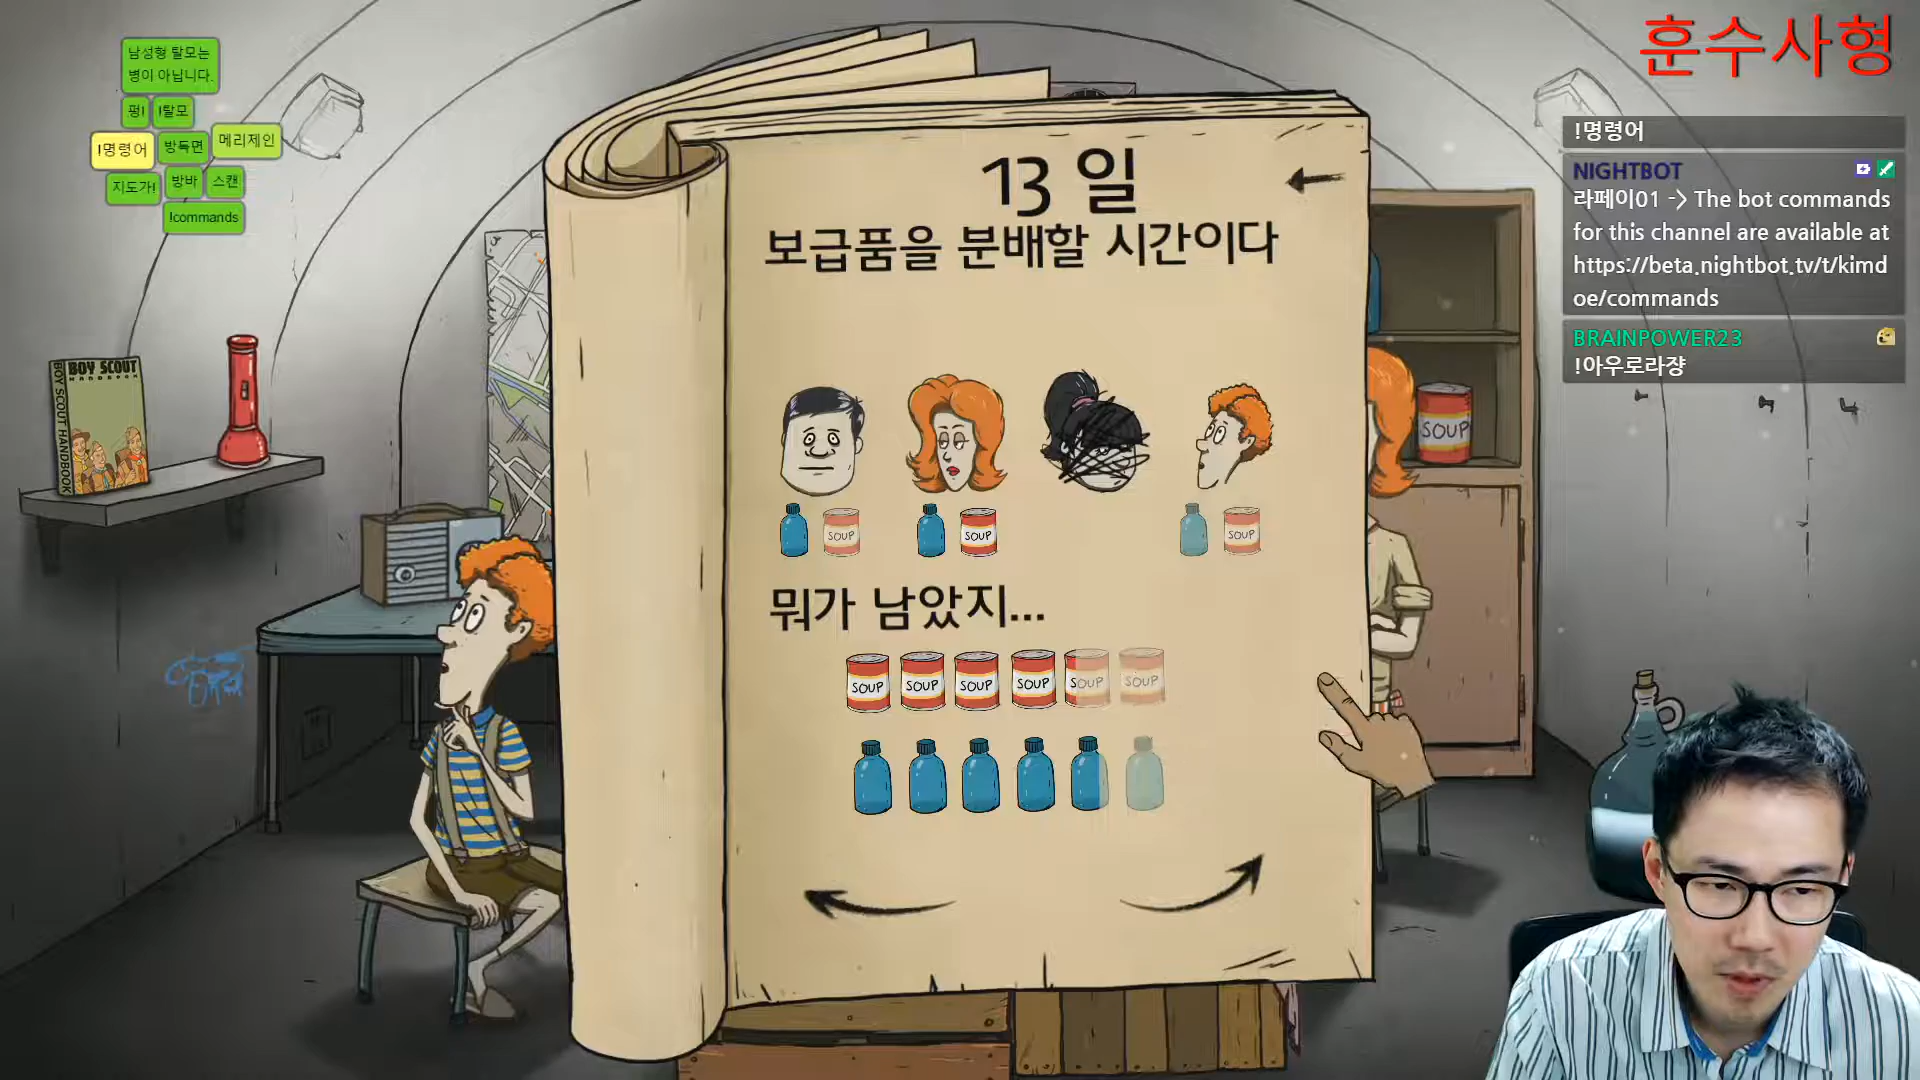 남성형 탈모는
병이 아닙니다.
펑!
!탈모
!명령어
방독면
메리제인
지도가!
방바
스캔
!commands
BOY SCOUT
HANDBOOK
BOY SCOUT HANDBOOK
13 일
보급품을 분배할 시간이다
SOUP
SOUP
SOUP
뭐가 남았지...
SOUP
SOUP
SOUP
SOUP
SOUP
SOUP
SOUP
훈수사형
!명령어
NIGHTBOT
라페이01 -> The bot commands
for this channel are available at
https://beta.nightbot.tv/t/kimd
oe/commands
BRAINPOWER23
!아우로라쟝